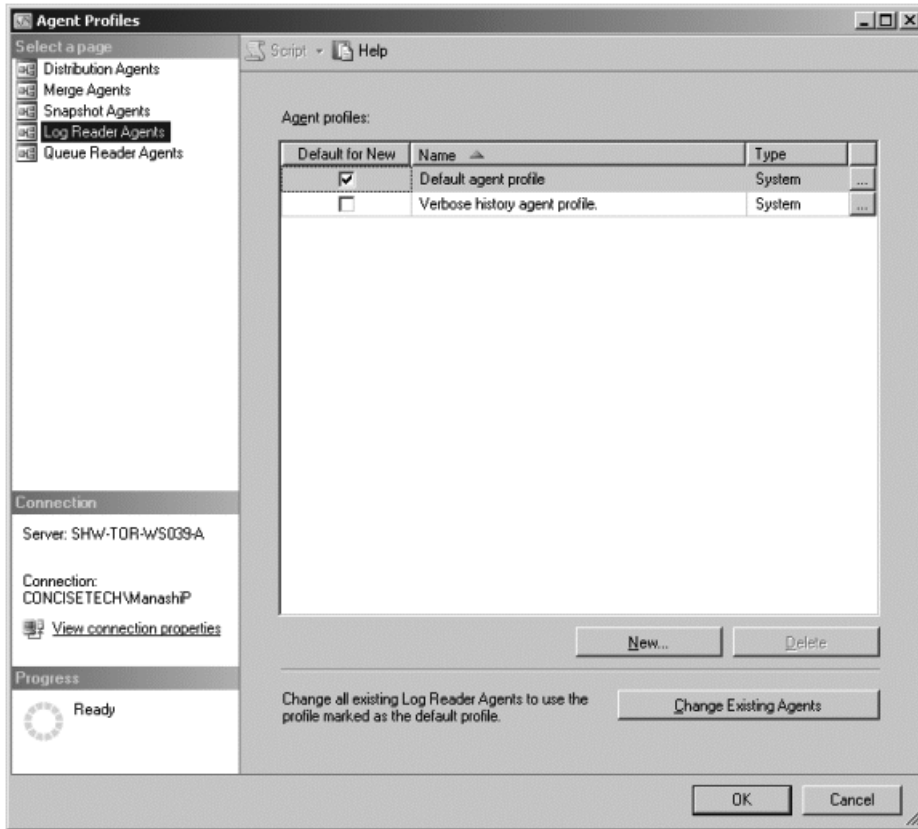 Agent Profiles
Select a page
Distribution Agents
Merge Agents
Snapshot Agents
Log Reader Agents
Queue Reader Agents
Script
Help
Agent profiles:
Default for New Name Type
Default agent profile System ...
Verbose history agent profile. System ...
Connection
Server: SHW-TOR-WS039-A
Connection:
CONCISETECH\ManashiP
View connection properties
Progress
Ready
New... Delete
Change all existing Log Reader Agents to use the
profile marked as the default profile.
Change Existing Agents
OK Cancel